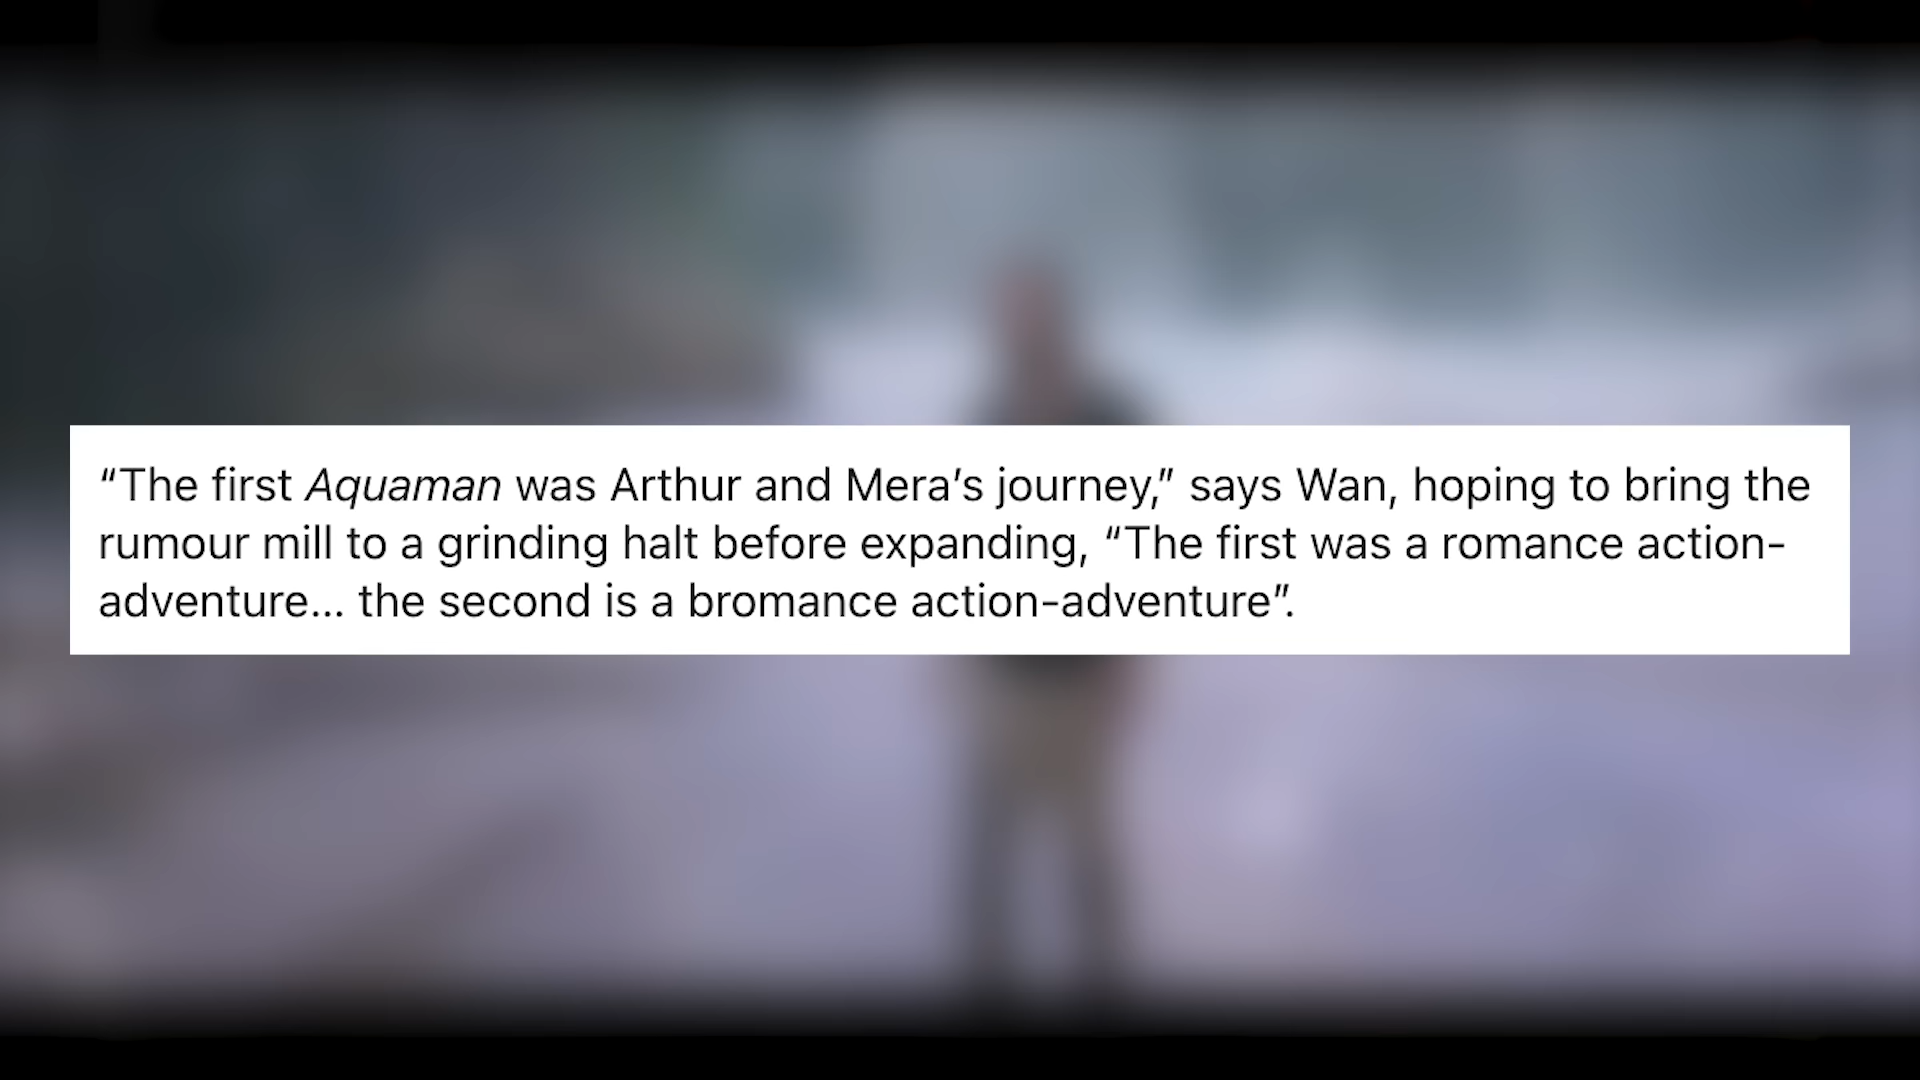 “The first Aquaman was Arthur and Mera’s journey,” says Wan, hoping to bring the
rumour mill to a grinding halt before expanding, “The first was a romance action-
adventure... the second is a bromance action-adventure”.